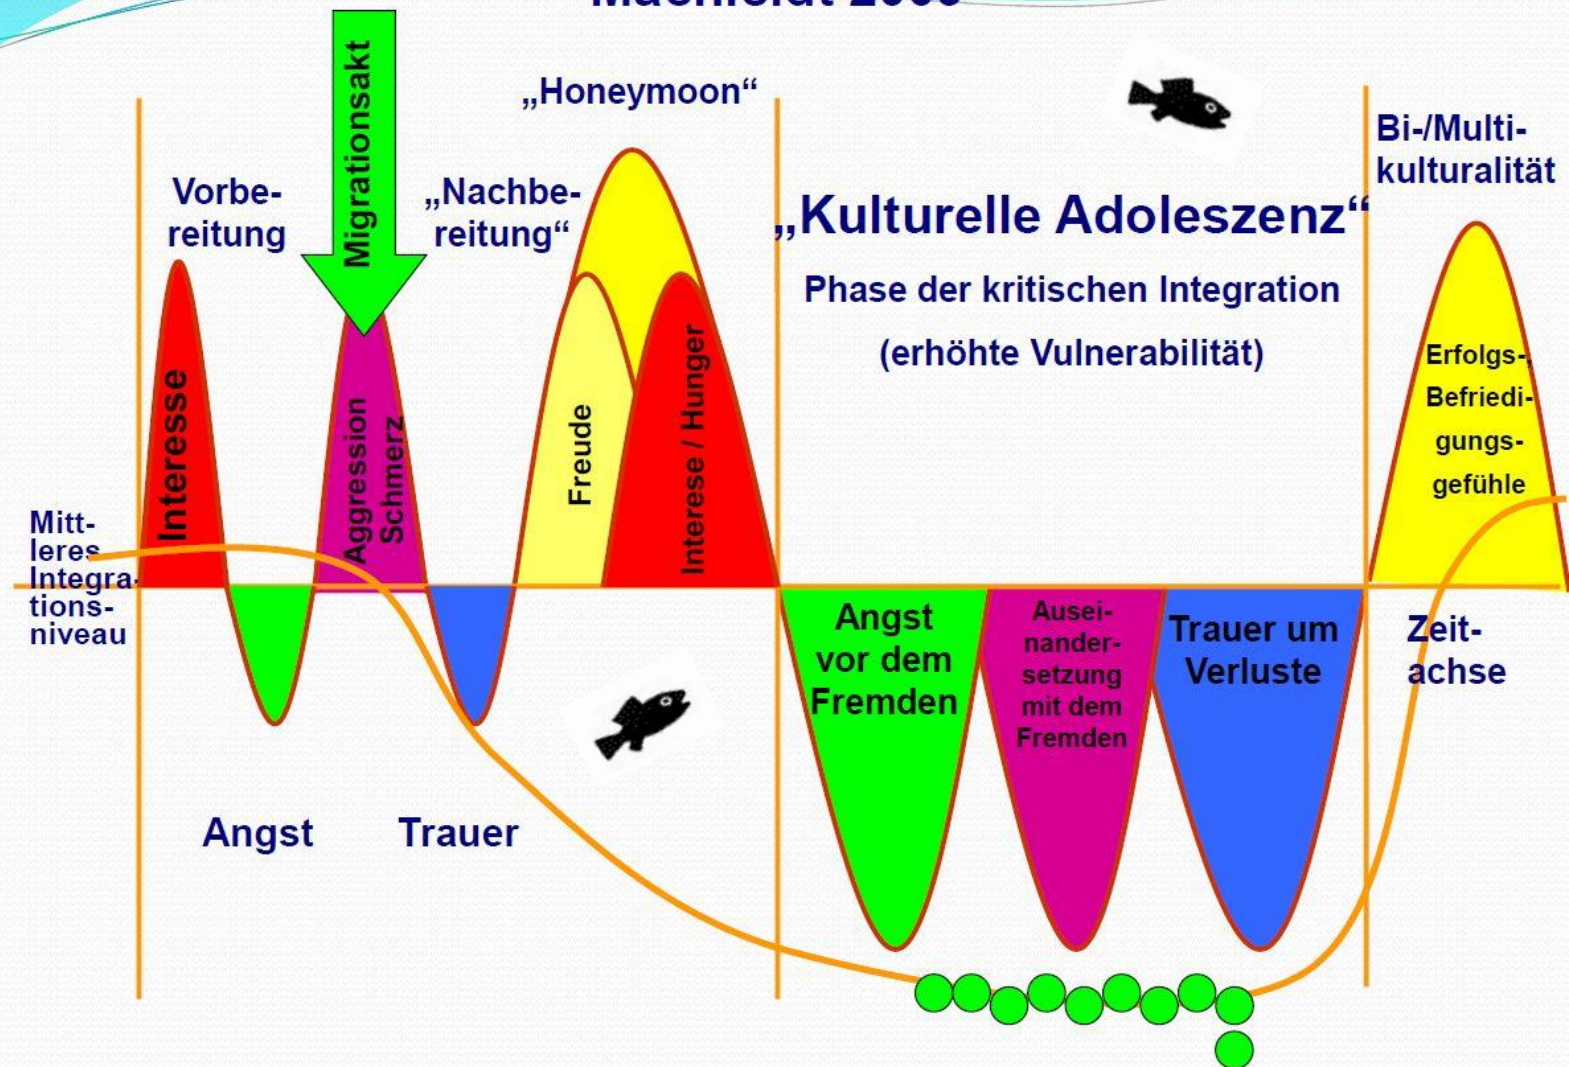 „Honeymoon“
Migrationsakt
Vorbe-
reitung
„Nachbe-
reitung“
„Kulturelle Adoleszenz“
Phase der kritischen Integration
(erhöhte Vulnerabilität)
Bi-/Multi-
kulturalität
Interesse
Aggression
Schmerz
Freude
Interese / Hunger
Erfolgs-,
Befriedi-
gungs-
gefühle
Mitt-
leres
Integra-
tions-
niveau
Angst
vor dem
Fremden
Ausei-
nander-
setzung
mit dem
Fremden
Trauer um
Verluste
Zeit-
achse
Angst
Trauer